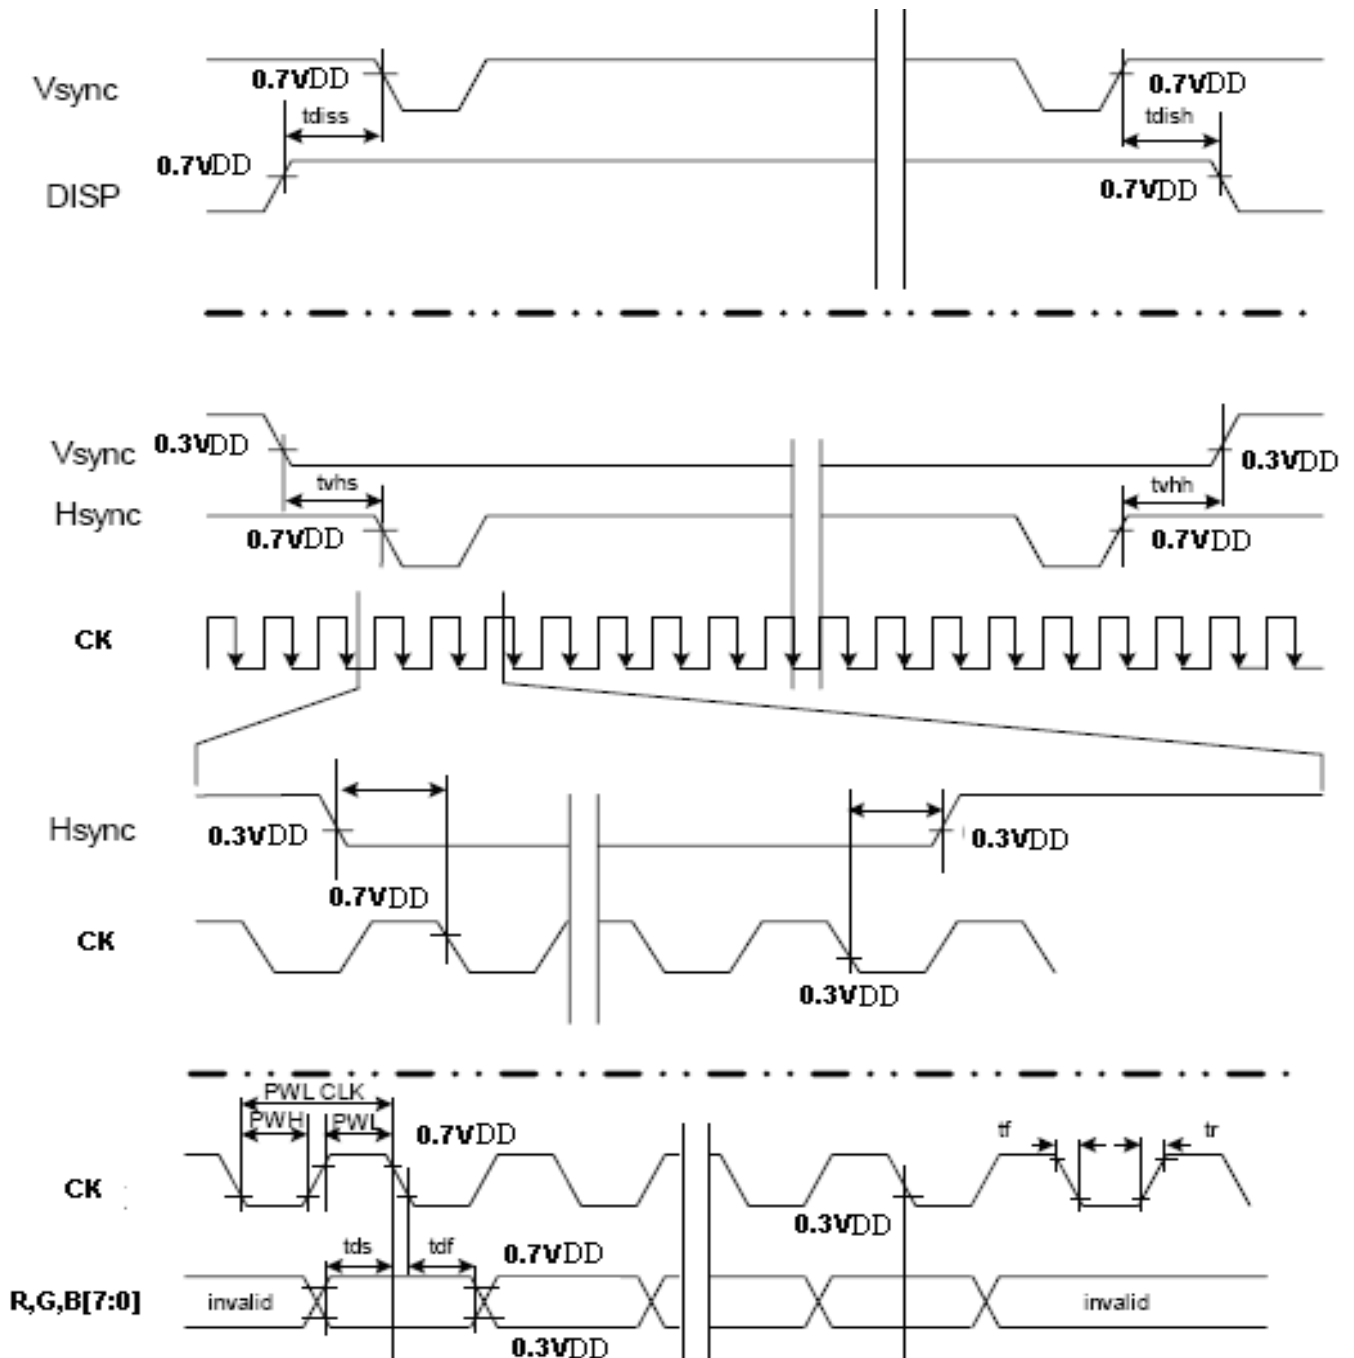 Vsync
0.7VDD
0.7VDD
tdiss
tdish
0.7VDD
DISP
0.7VDD
Vsync
0.3VDD
0.3VDD
tvhs
tvhh
Hsync
0.7VDD
0.7VDD
CK
Hsync
0.3VDD
0.3VDD
0.7VDD
CK
0.3VDD
PWL CLK
PWH
PWL
0.7VDD
tf
tr
CK
0.3VDD
tds
tdf
0.7VDD
R,G,B[7:0]
invalid
invalid
0.3VDD